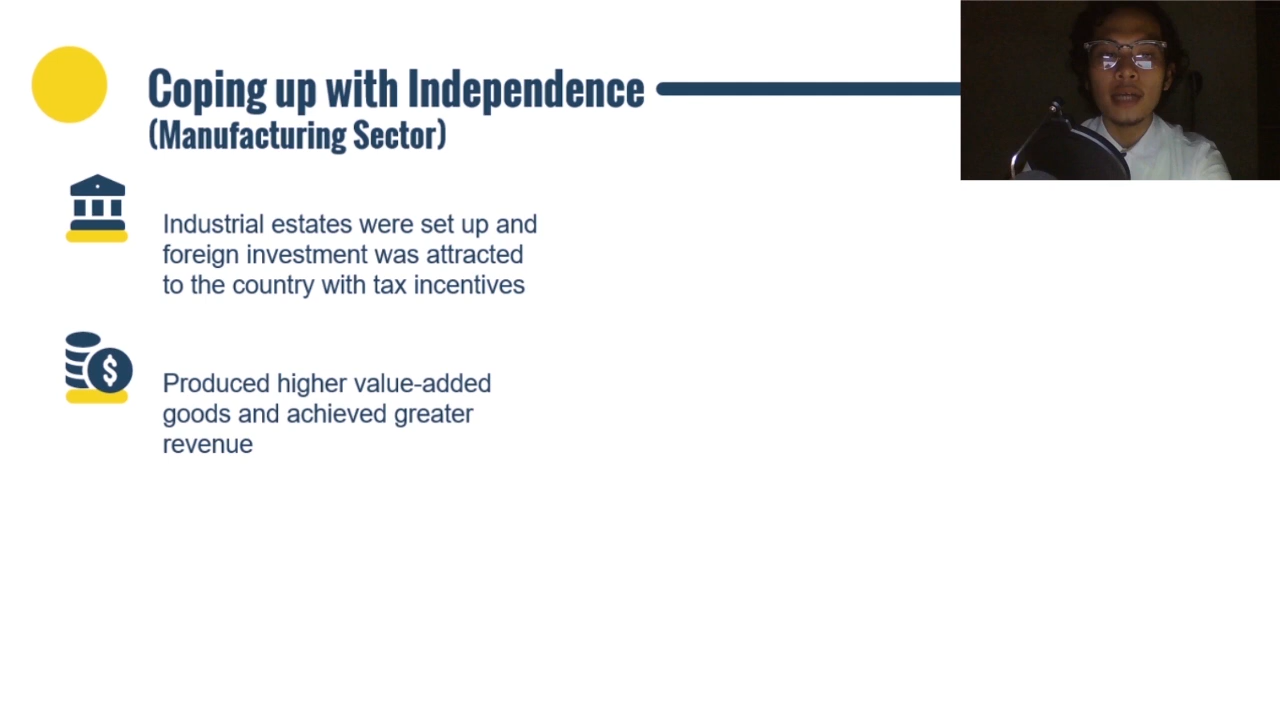 Coping up with Independence
(Manufacturing Sector)
Industrial estates were set up and
foreign investment was attracted
to the country with tax incentives
$
Produced higher value-added
goods and achieved greater
revenue